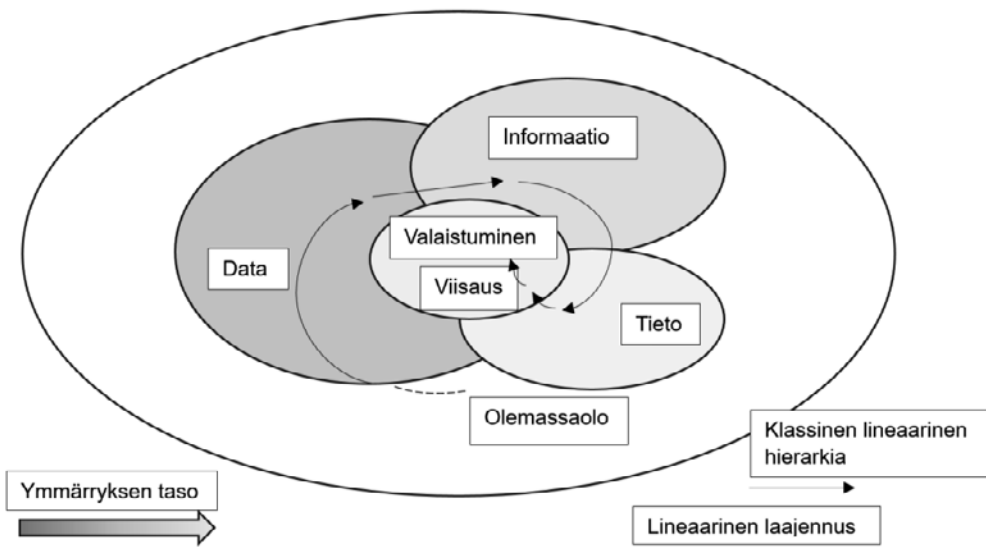 Informaatio
Valaistuminen
Data
Viisaus
Tieto
Olemassaolo
Klassinen lineaarinen
hierarkia
Ymmärryksen taso
Lineaarinen laajennus